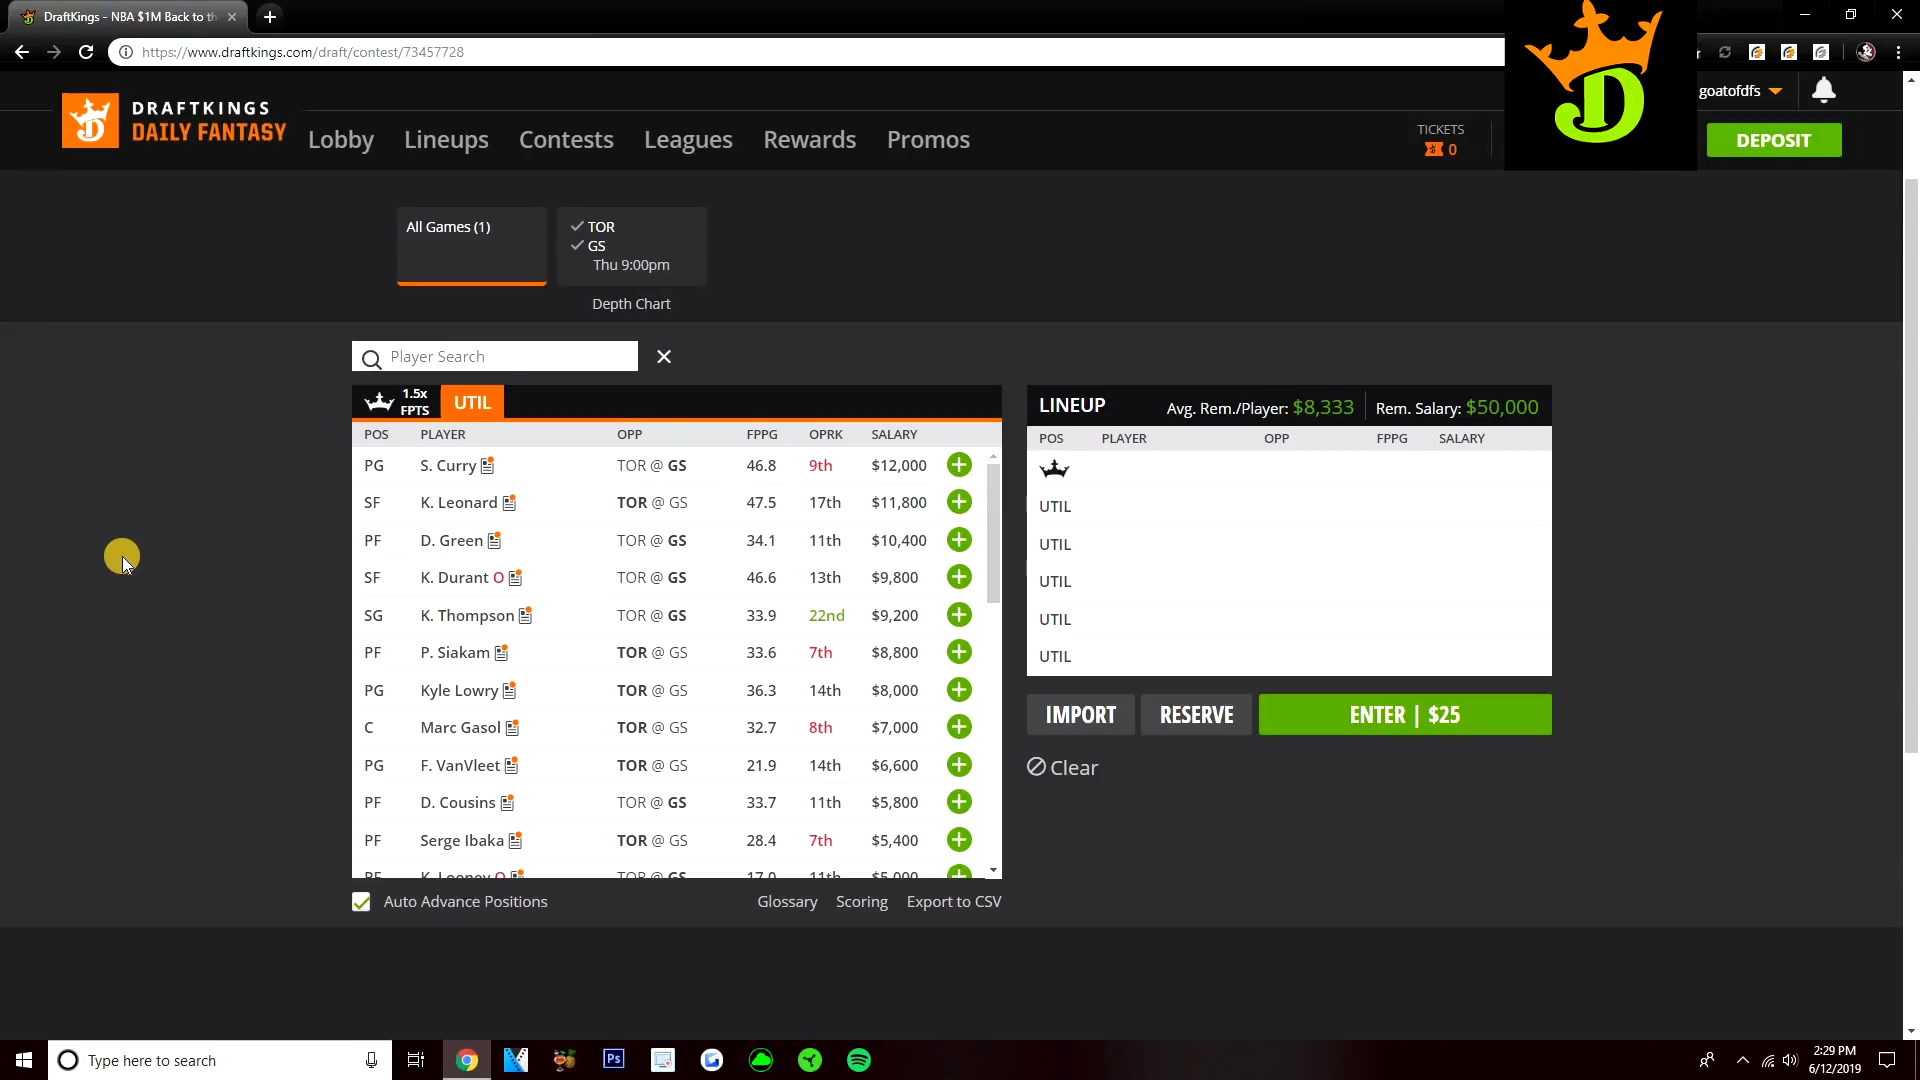 DraftKings - NBA $1M Back to th
https://www.draftkings.com/draft/contest/73457728
DRAFTKINGS
DAILY FANTASY
Lobby Lineups Contests Leagues Rewards Promos
TICKETS
0
D
goatofdfs
DEPOSIT
All Games (1)
TOR
GS
Thu 9:00pm
Depth Chart
Player Search
1.5x
FPTS
UTIL
POS PLAYER OPP FPPG OPRK SALARY
PG S. Curry TOR @ GS 46.8 9th $12,000
SF K. Leonard TOR @ GS 47.5 17th $11,800
PF D. Green TOR @ GS 34.1 11th $10,400
SF K. Durant O TOR @ GS 46.6 13th $9,800
SG K. Thompson TOR @ GS 33.9 22nd $9,200
PF P. Siakam TOR @ GS 33.6 7th $8,800
PG Kyle Lowry TOR @ GS 36.3 14th $8,000
C Marc Gasol TOR @ GS 32.7 8th $7,000
PG F. VanVleet TOR @ GS 21.9 14th $6,600
PF D. Cousins TOR @ GS 33.7 11th $5,800
PF Serge Ibaka TOR @ GS 28.4 7th $5,400
PF K. Looney O TOR @ GS 17.0 11th $5,000
Auto Advance Positions
Glossary Scoring Export to CSV
LINEUP Avg. Rem./Player: $8,333 Rem. Salary: $50,000
POS PLAYER OPP FPPG SALARY
UTIL
UTIL
UTIL
UTIL
UTIL
IMPORT RESERVE ENTER | $25
Clear
Type here to search
Ps
2:29 PM
6/12/2019